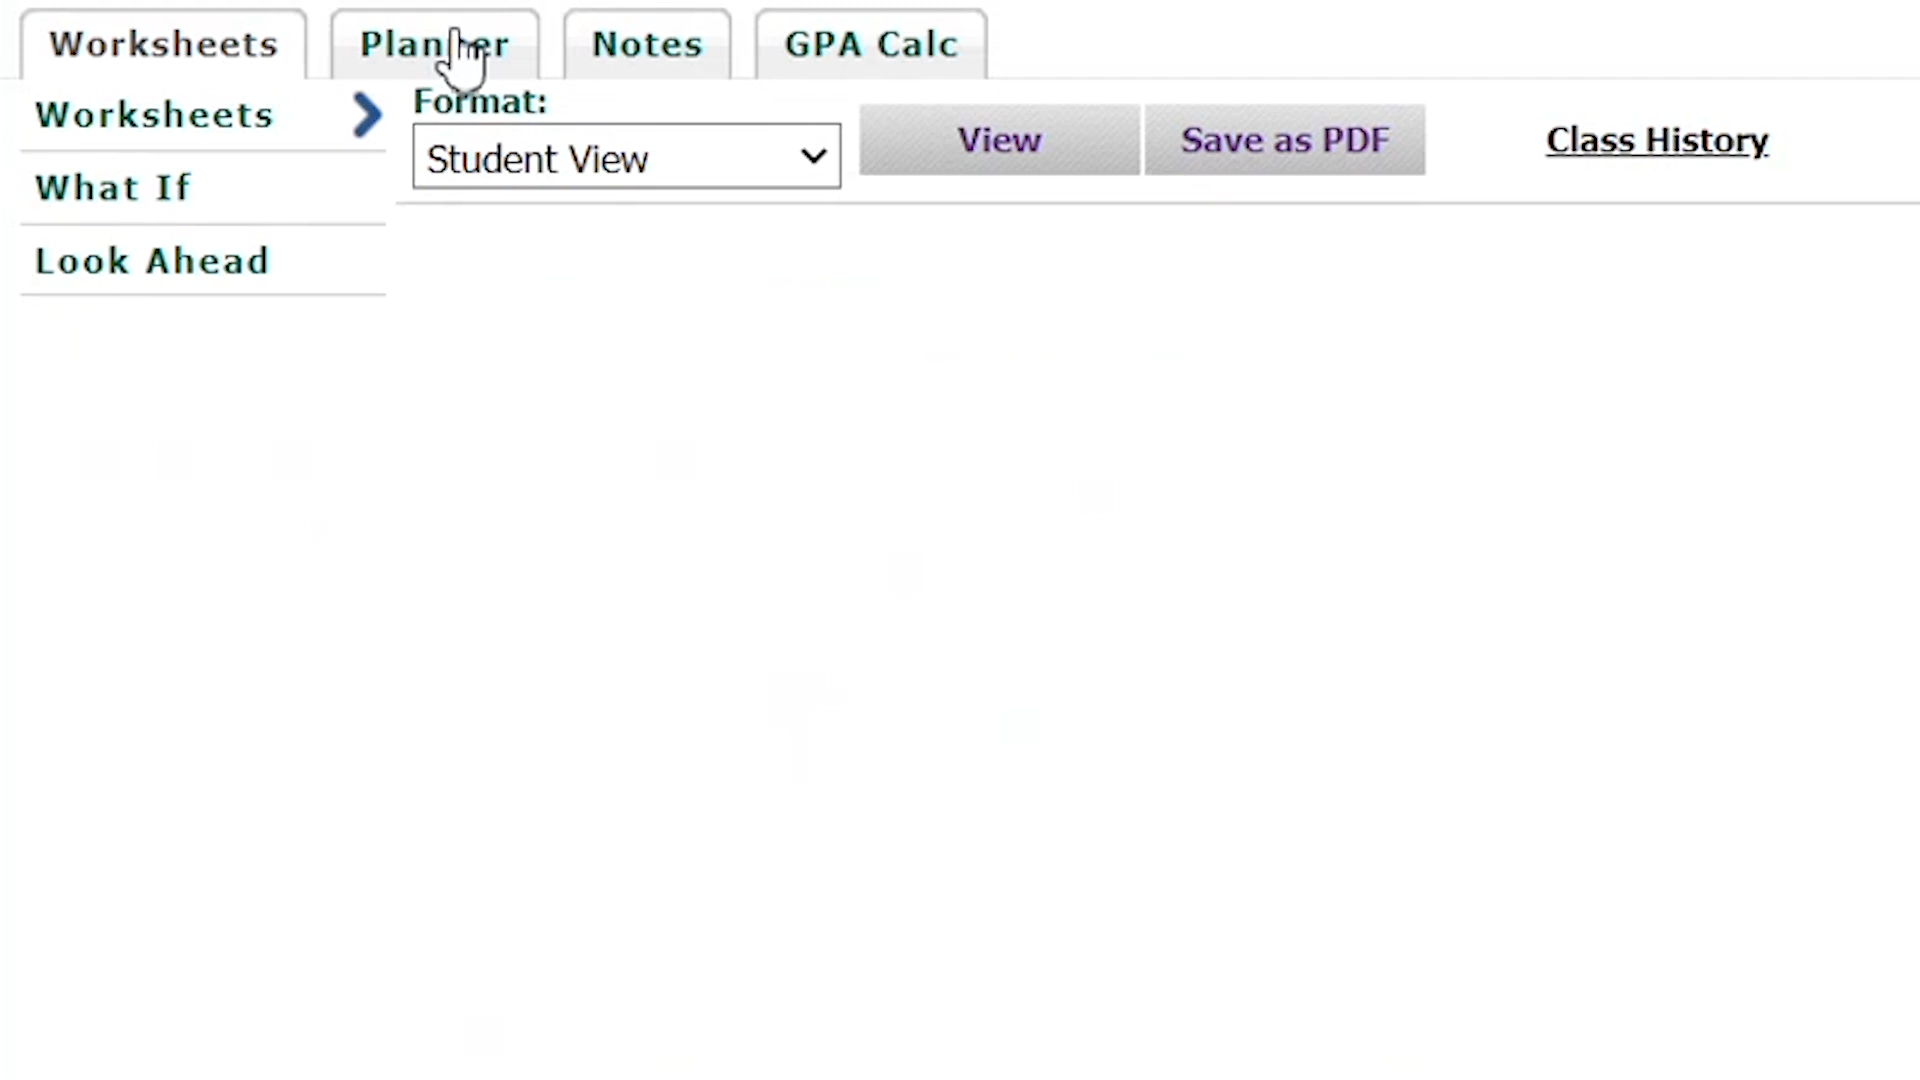 Worksheets Planner Notes GPA Calc
Worksheets
What If
Look Ahead
Format:
Student View
View Save as PDF Class History